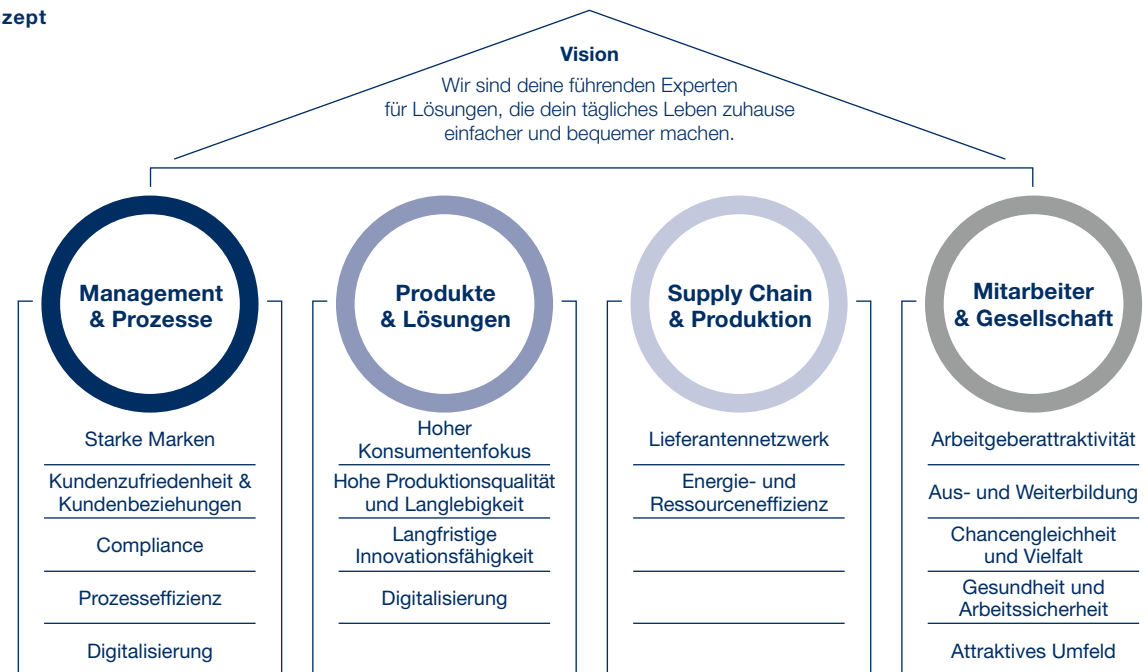 zept
Vision
Wir sind deine führenden Experten
für Lösungen, die dein tägliches Leben zuhause
einfacher und bequemer machen.
Management
& Prozesse
Starke Marken
Kundenzufriedenheit &
Kundenbeziehungen
Compliance
Prozesseffizienz
Digitalisierung
Produkte
& Lösungen
Hoher
Konsumentenfokus
Hohe Produktionsqualität
und Langlebigkeit
Langfristige
Innovationsfähigkeit
Digitalisierung
Supply Chain
& Produktion
Lieferantennetzwerk
Energie- und
Ressourceneffizienz
Mitarbeiter
& Gesellschaft
Arbeitgeberattraktivität
Aus- und Weiterbildung
Chancengleichheit
und Vielfalt
Gesundheit und
Arbeitssicherheit
Attraktives Umfeld